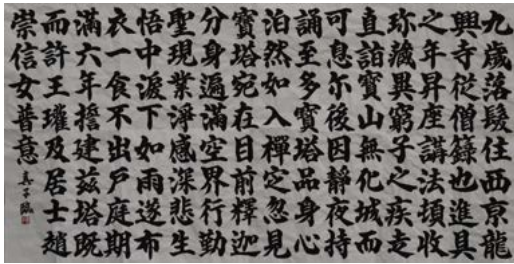 九歲落髮住西京龍
興寺從僧籙也進具
之年昇座講法頓收
珍藏異窮子之疾走
直詣寶山無化城而
可息尔後因靜夜持
誦至多寶塔品身心
泊然如入禪定忽見
寶塔宛在目前釋迦
分身遍滿空界行勤
聖現業淨感深悲生
悟中淚下如雨遂布
衣一食不出戶庭期
滿六年擔建茲塔既
而許王瓘及居士趙
崇信女普意